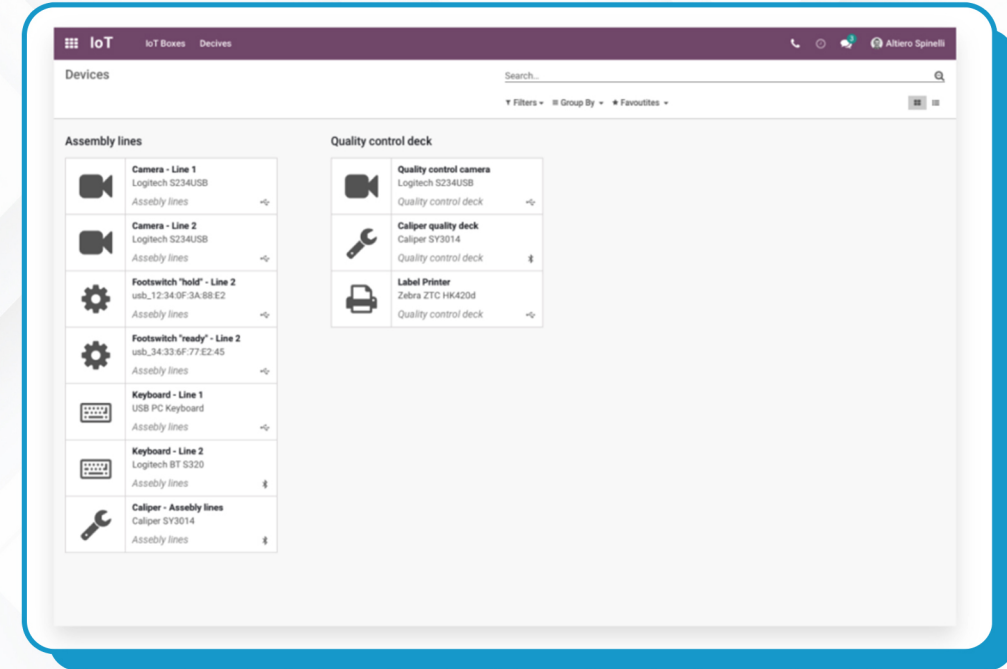 IoT IoT Boxes Decives 3 Altiero Spinelli
Devices Search...
Filters Group By Favoutites
Assembly lines
Camera - Line 1
Logitech S234USB
Assebly lines
Camera - Line 2
Logitech S234USB
Assebly lines
Footswitch "hold" - Line 2
usb_12:34:0F:3A:88:E2
Assebly lines
Footswitch "ready" - Line 2
usb_34:33:6F:77:E2:45
Assebly lines
Keyboard - Line 1
USB PC Keyboard
Assebly lines
Keyboard - Line 2
Logitech BT S320
Assebly lines
Caliper - Assebly lines
Caliper SY3014
Assebly lines
Quality control deck
Quality control camera
Logitech S234USB
Quality control deck
Caliper quality deck
Caliper SY3014
Quality control deck
Label Printer
Zebra ZTC HK420d
Quality control deck